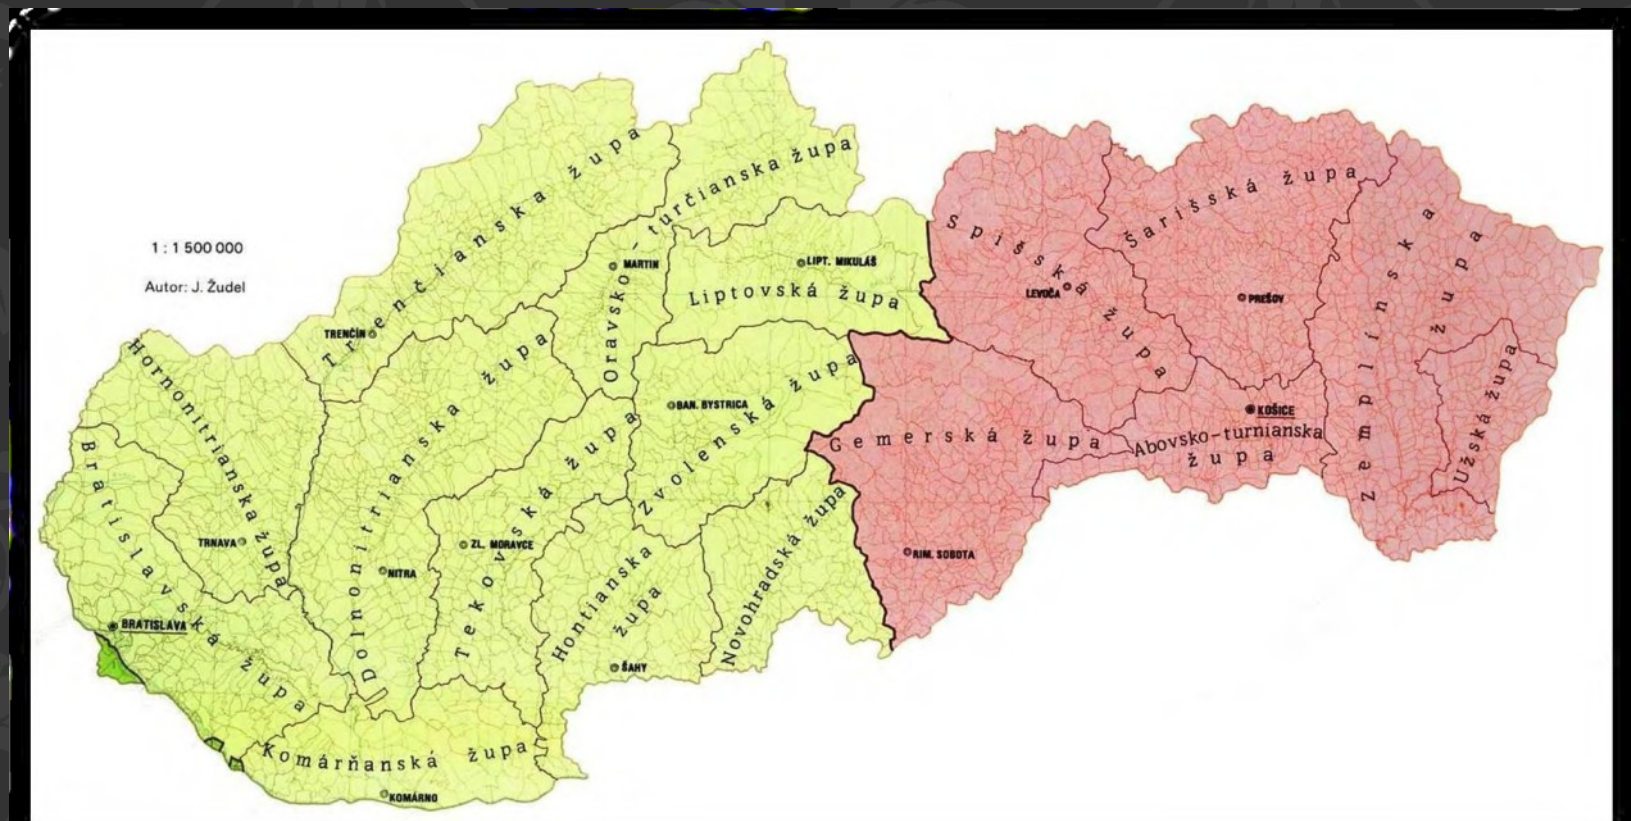 1 : 1 500 000
Autor: J. Žudel
Trenčianska župa
Oravsko-turčianska župa
MARTIN
LIPT. MIKULÁŠ
Liptovská župa
Spišská župa
LEVOČA
Šarišská župa
PREŠOV
Zemplínska župa
Užská župa
TRENČÍN
Hornonitrianska župa
TRNAVA
Dolnonitrianska župa
NITRA
BAN. BYSTRICA
Zvolenská župa
Gemerská župa
RIM. SOBOTA
KOŠICE
Abovsko-turnianska
župa
Bratislavská župa
BRATISLAVA
Tekovská župa
ZL. MORAVCE
Hontianska
župa
ŠAHY
Novohradská župa
Komárňanská župa
KOMÁRNO